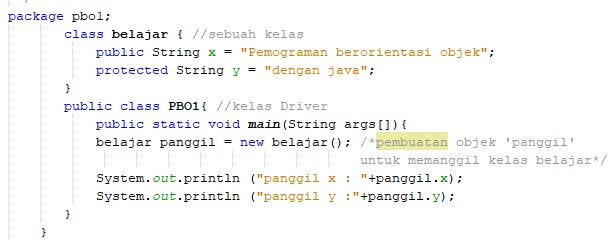 package pbo1;
class belajar { //sebuah kelas
public String x = "Pemograman berorientasi objek";
protected String y = "dengan java";
}
public class PBO1{ //kelas Driver
public static void main(String args[]){
belajar panggil = new belajar(); /*pembuatan objek 'panggil'
untuk memanggil kelas belajar*/
System.out.println ("panggil x : "+panggil.x);
System.out.println ("panggil y :"+panggil.y);
}
}